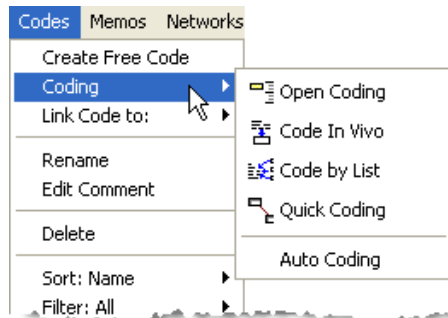 Codes Memos Networks
Create Free Code
Coding
Link Code to:
Rename
Edit Comment
Delete
Sort: Name
Filter: All
Open Coding
Code In Vivo
Code by List
Quick Coding
Auto Coding